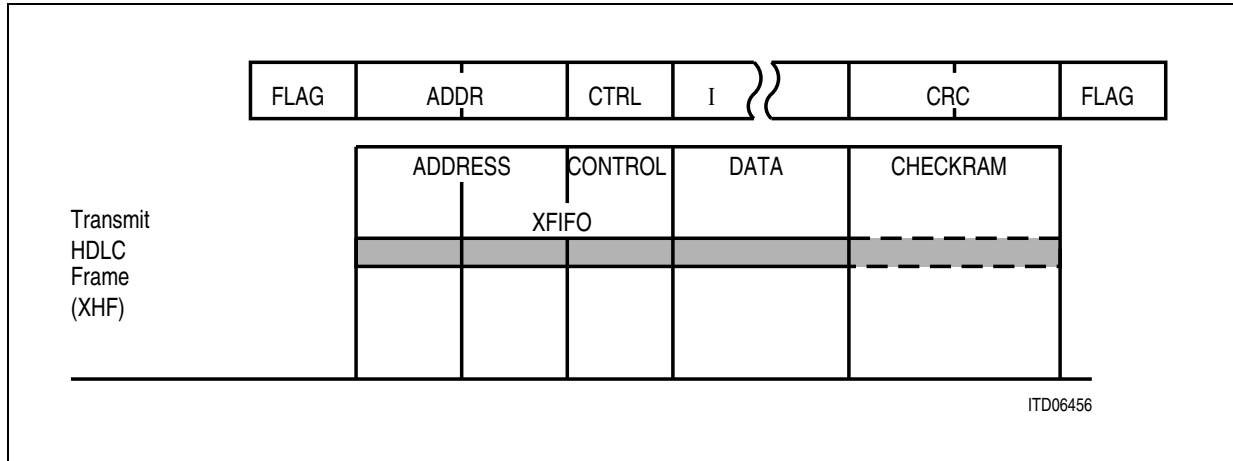 FLAG ADDR CTRL I CRC FLAG
ADDRESS CONTROL DATA CHECKRAM
XFIFO
Transmit
HDLC
Frame
(XHF)
ITD06456